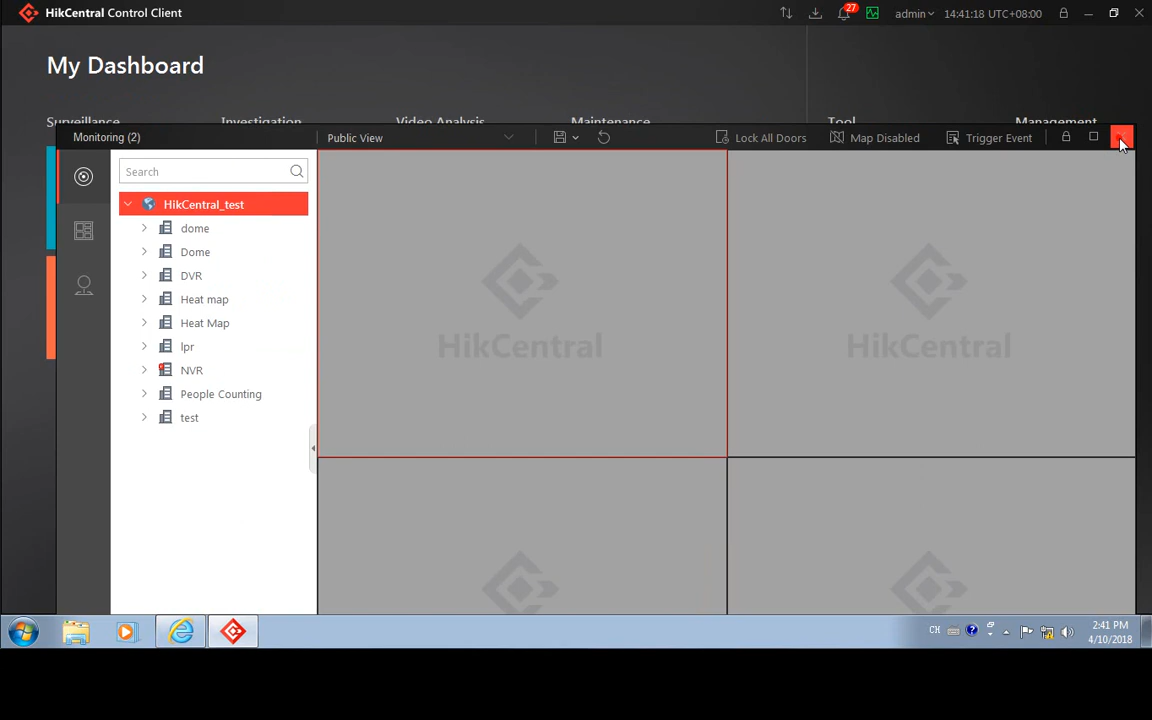 HikCentral Control Client
27
admin
14:41:18 UTC+08:00
My Dashboard
Surveillance Investigation Video Analysis Maintenance Tool Management
Monitoring (2)
Public View
Lock All Doors
Map Disabled
Trigger Event
Search
HikCentral_test
dome
Dome
DVR
Heat map
Heat Map
lpr
NVR
People Counting
test
HikCentral
HikCentral
CH
2:41 PM
4/10/2018